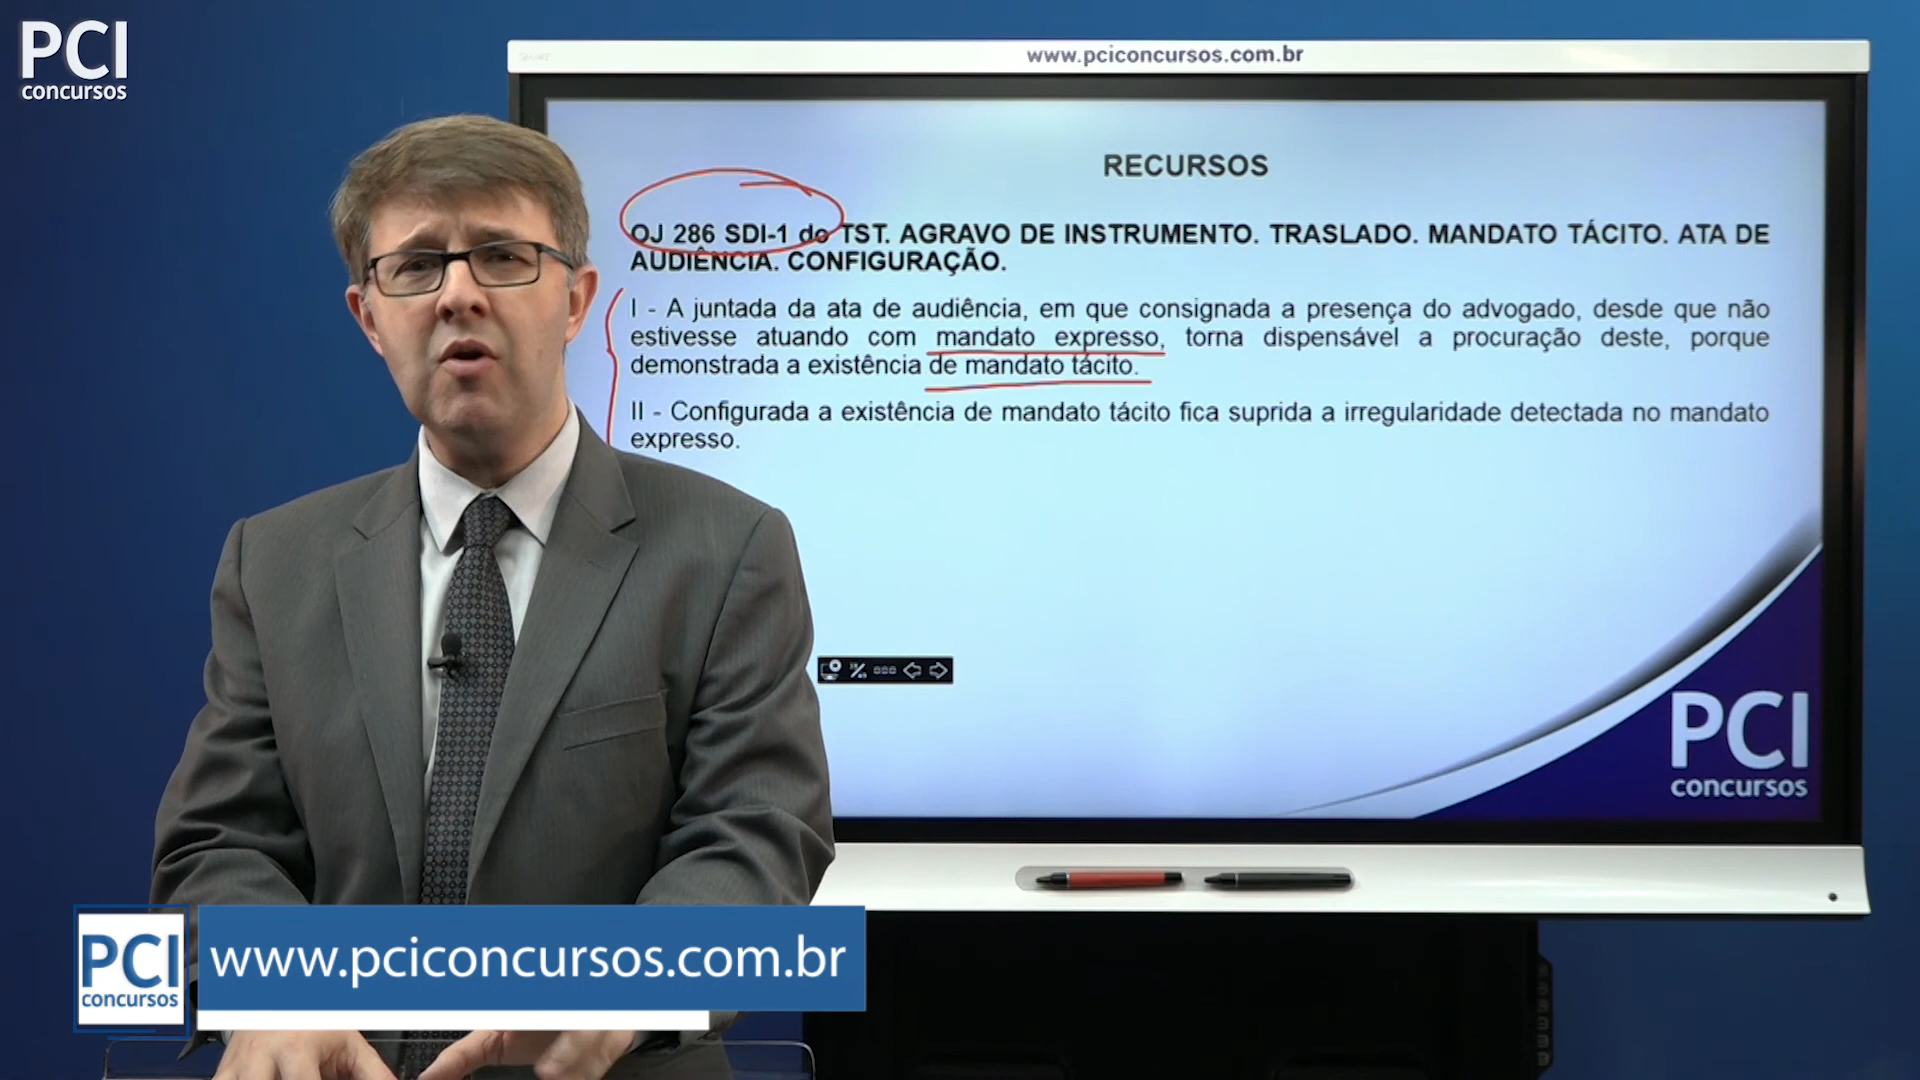 PCI
concursos
www.pciconcursos.com.br
RECURSOS
OJ 286 SDI-1 do TST. AGRAVO DE INSTRUMENTO. TRASLADO. MANDATO TÁCITO. ATA DE
AUDIÊNCIA. CONFIGURAÇÃO.
I - A juntada da ata de audiência, em que consignada a presença do advogado, desde que não
estivesse atuando com mandato expresso, torna dispensável a procuração deste, porque
demonstrada a existência de mandato tácito.
II - Configurada a existência de mandato tácito fica suprida a irregularidade detectada no mandato
expresso.
PCI
concursos
PCI
concursos
www.pciconcursos.com.br